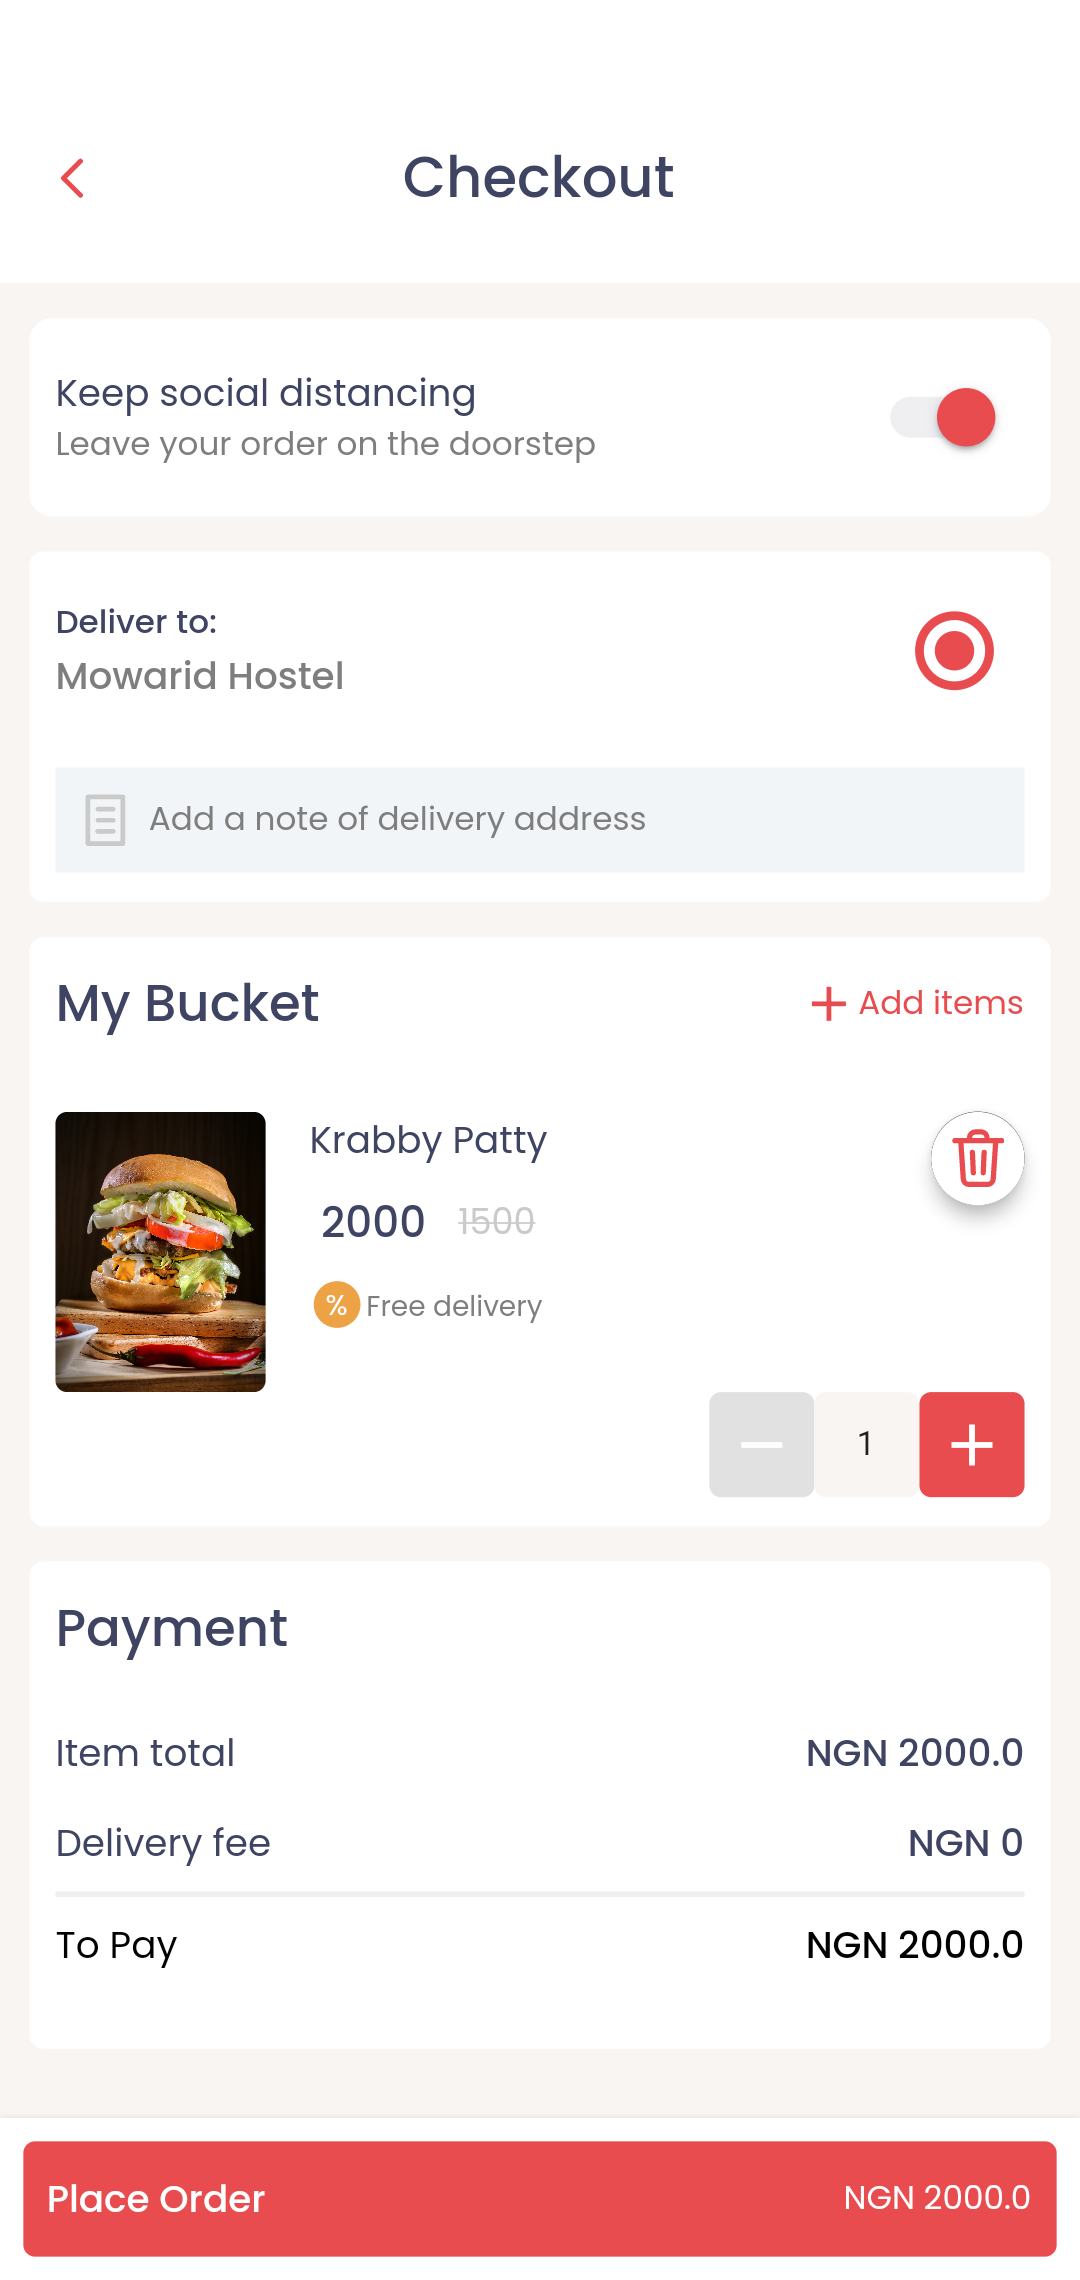 Checkout
Keep social distancing
Leave your order on the doorstep
Deliver to:
Mowarid Hostel
Add a note of delivery address
My Bucket
Add items
Krabby Patty
2000 1500
% Free delivery
1
Payment
Item total NGN 2000.0
Delivery fee NGN 0
To Pay NGN 2000.0
Place Order NGN 2000.0